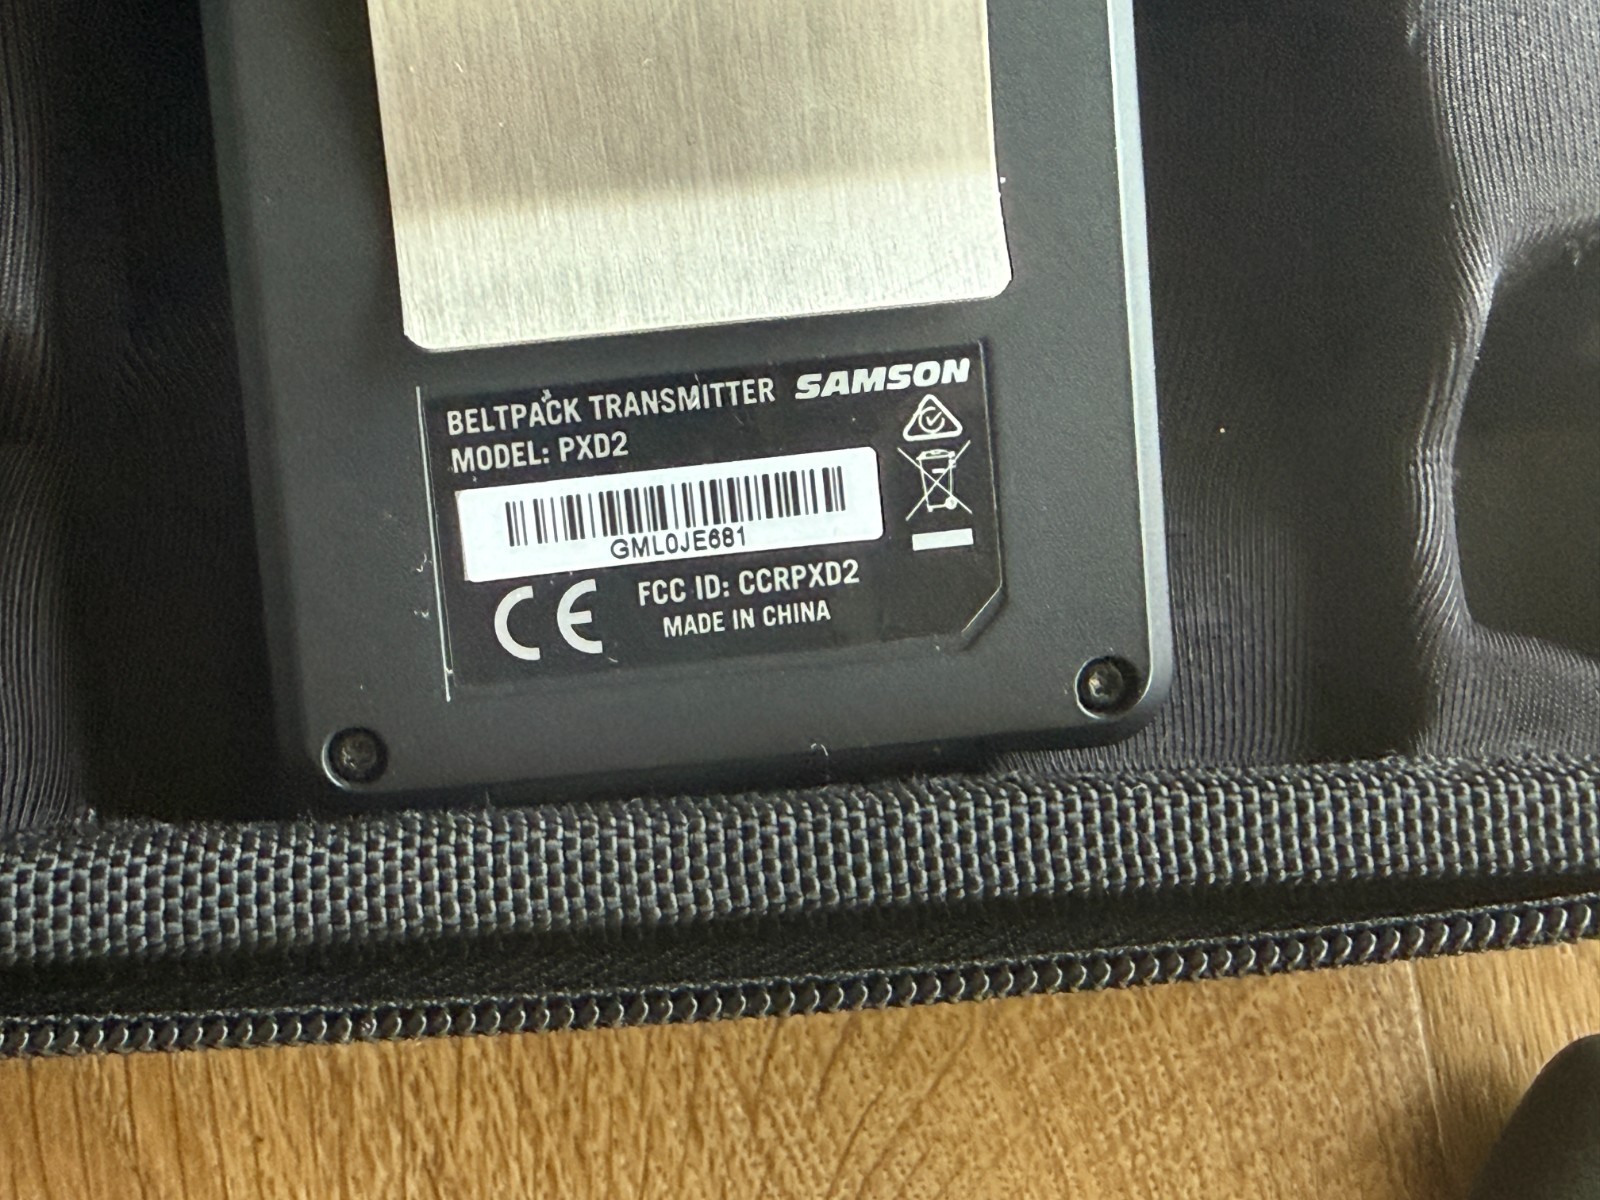 BELTPACK TRANSMITTER SAMSON
MODEL: PXD2
GML0JE681
CE FCC ID: CCRPXD2
MADE IN CHINA